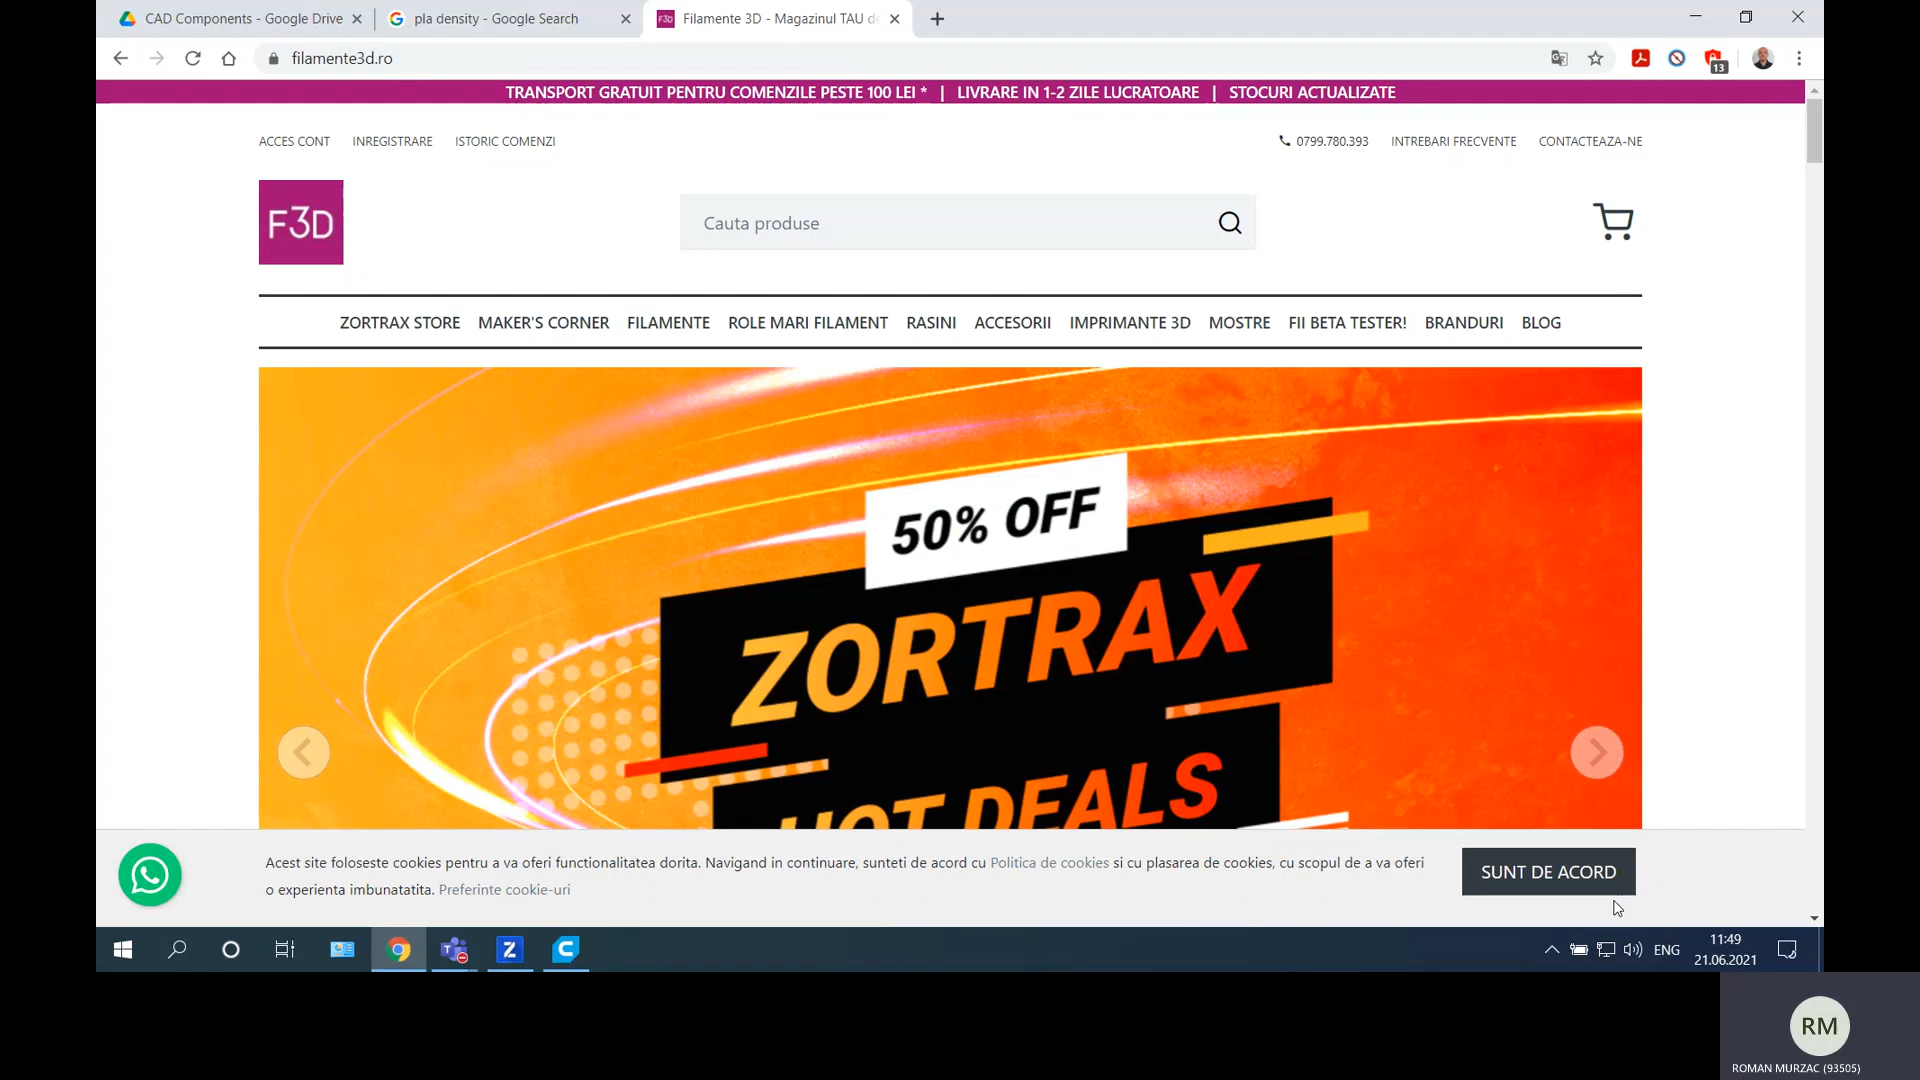 CAD Components - Google Drive
pla density - Google Search
F3D Filamente 3D - Magazinul TAU de
filamente3d.ro
13
TRANSPORT GRATUIT PENTRU COMENZILE PESTE 100 LEI * | LIVRARE IN 1-2 ZILE LUCRATOARE | STOCURI ACTUALIZATE
ACCES CONT INREGISTRARE ISTORIC COMENZI
0799.780.393 INTREBARI FRECVENTE CONTACTEAZA-NE
F3D
Cauta produse
ZORTRAX STORE MAKER'S CORNER FILAMENTE ROLE MARI FILAMENT RASINI ACCESORII IMPRIMANTE 3D MOSTRE FII BETA TESTER! BRANDURI BLOG
50% OFF
ZORTRAX
HOT DEALS
Acest site foloseste cookies pentru a va oferi functionalitatea dorita. Navigand in continuare, sunteti de acord cu Politica de cookies si cu plasarea de cookies, cu scopul de a va oferi
o experienta imbunatatita. Preferinte cookie-uri
SUNT DE ACORD
ENG
11:49
21.06.2021
RM
ROMAN MURZAC (93505)